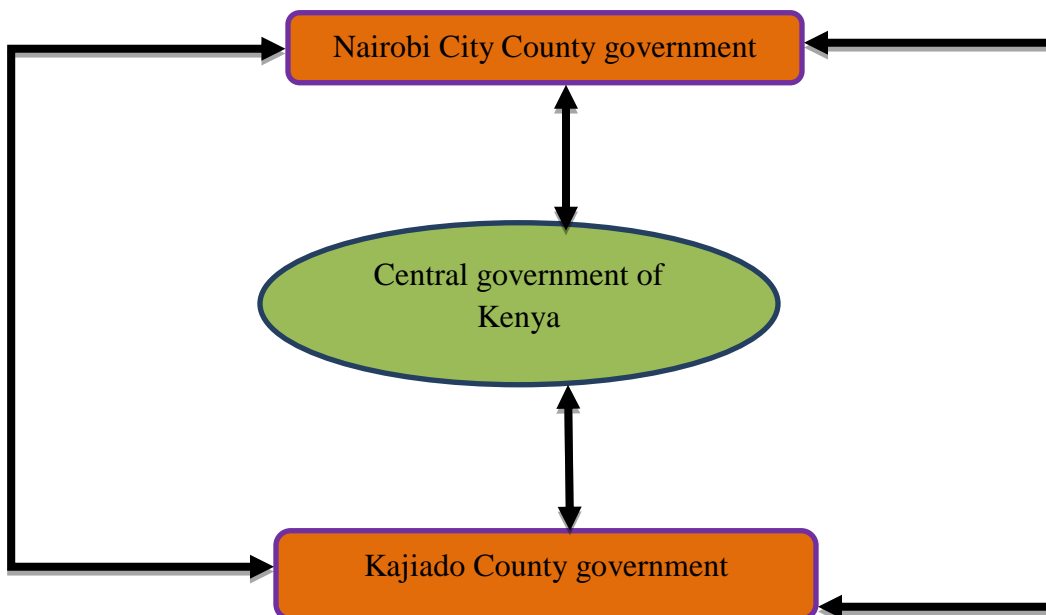 Nairobi City County government
Central government of
Kenya
Kajiado County government